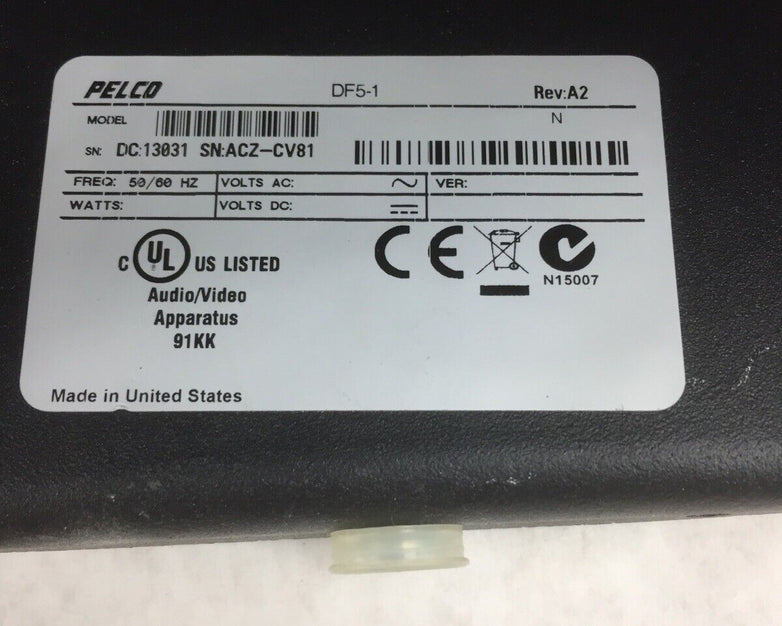 PELCO DF5-1 Rev:A2
MODEL N
SN: DC:13031 SN:ACZ-CV81
FREQ: 50/60 HZ VOLTS AC: VER:
WATTS: VOLTS DC:
C UL US LISTED
Audio/Video
Apparatus
91KK
CE
N15007
Made in United States